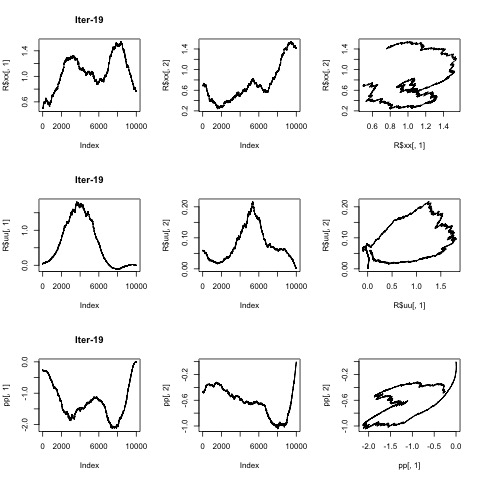 Iter-19
R$xx[, 1]
0.6 1.0 1.4
0 2000 6000 10000
Index
R$xx[, 2]
0.2 0.6 1.0 1.4
0 2000 6000 10000
Index
R$xx[, 2]
0.2 0.6 1.0 1.4
0.6 0.8 1.0 1.2 1.4
R$xx[, 1]
Iter-19
R$uu[, 1]
0.0 1.0
0 2000 6000 10000
Index
R$uu[, 2]
0.00 0.10 0.20
0 2000 6000 10000
Index
R$uu[, 2]
0.00 0.10 0.20
0.0 0.5 1.0 1.5
R$uu[, 1]
Iter-19
pp[, 1]
-2.0 -1.0 0.0
0 2000 6000 10000
Index
pp[, 2]
-1.0 -0.6 -0.2
0 2000 6000 10000
Index
pp[, 2]
-1.0 -0.6 -0.2
-2.0 -1.5 -1.0 -0.5 0.0
pp[, 1]